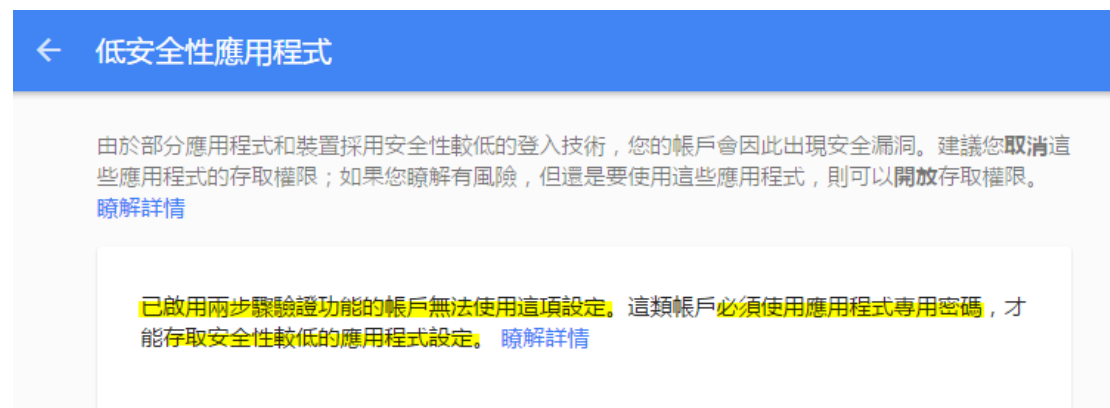 ← 低安全性應用程式
由於部分應用程式和裝置採用安全性較低的登入技術，您的帳戶會因此出現安全漏洞。建議您取消這
些應用程式的存取權限；如果您瞭解有風險，但還是要使用這些應用程式，則可以開放存取權限。
瞭解詳情
已啟用兩步驟驗證功能的帳戶無法使用這項設定。這類帳戶必須使用應用程式專用密碼，才
能存取安全性較低的應用程式設定。 瞭解詳情